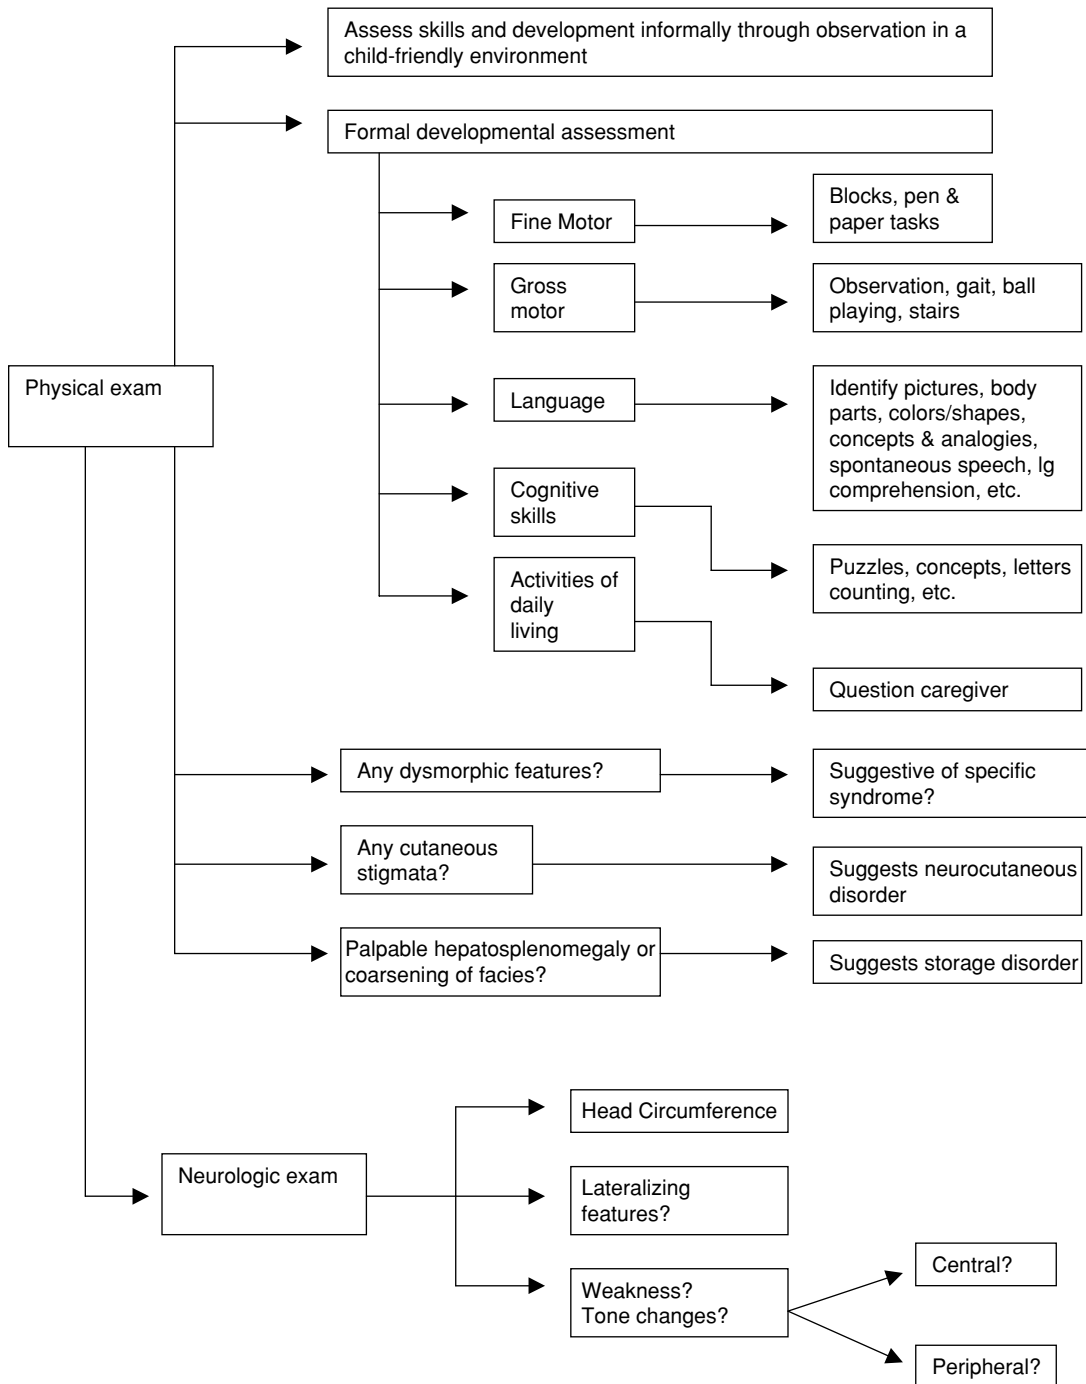 Assess skills and development informally through observation in a
child-friendly environment
Formal developmental assessment
Fine Motor
Blocks, pen &
paper tasks
Gross
motor
Observation, gait, ball
playing, stairs
Physical exam
Language
Identify pictures, body
parts, colors/shapes,
concepts & analogies,
spontaneous speech, lg
comprehension, etc.
Cognitive
skills
Puzzles, concepts, letters
counting, etc.
Activities of
daily
living
Question caregiver
Any dysmorphic features?
Suggestive of specific
syndrome?
Any cutaneous
stigmata?
Suggests neurocutaneous
disorder
Palpable hepatosplenomegaly or
coarsening of facies?
Suggests storage disorder
Neurologic exam
Head Circumference
Lateralizing
features?
Weakness?
Tone changes?
Central?
Peripheral?